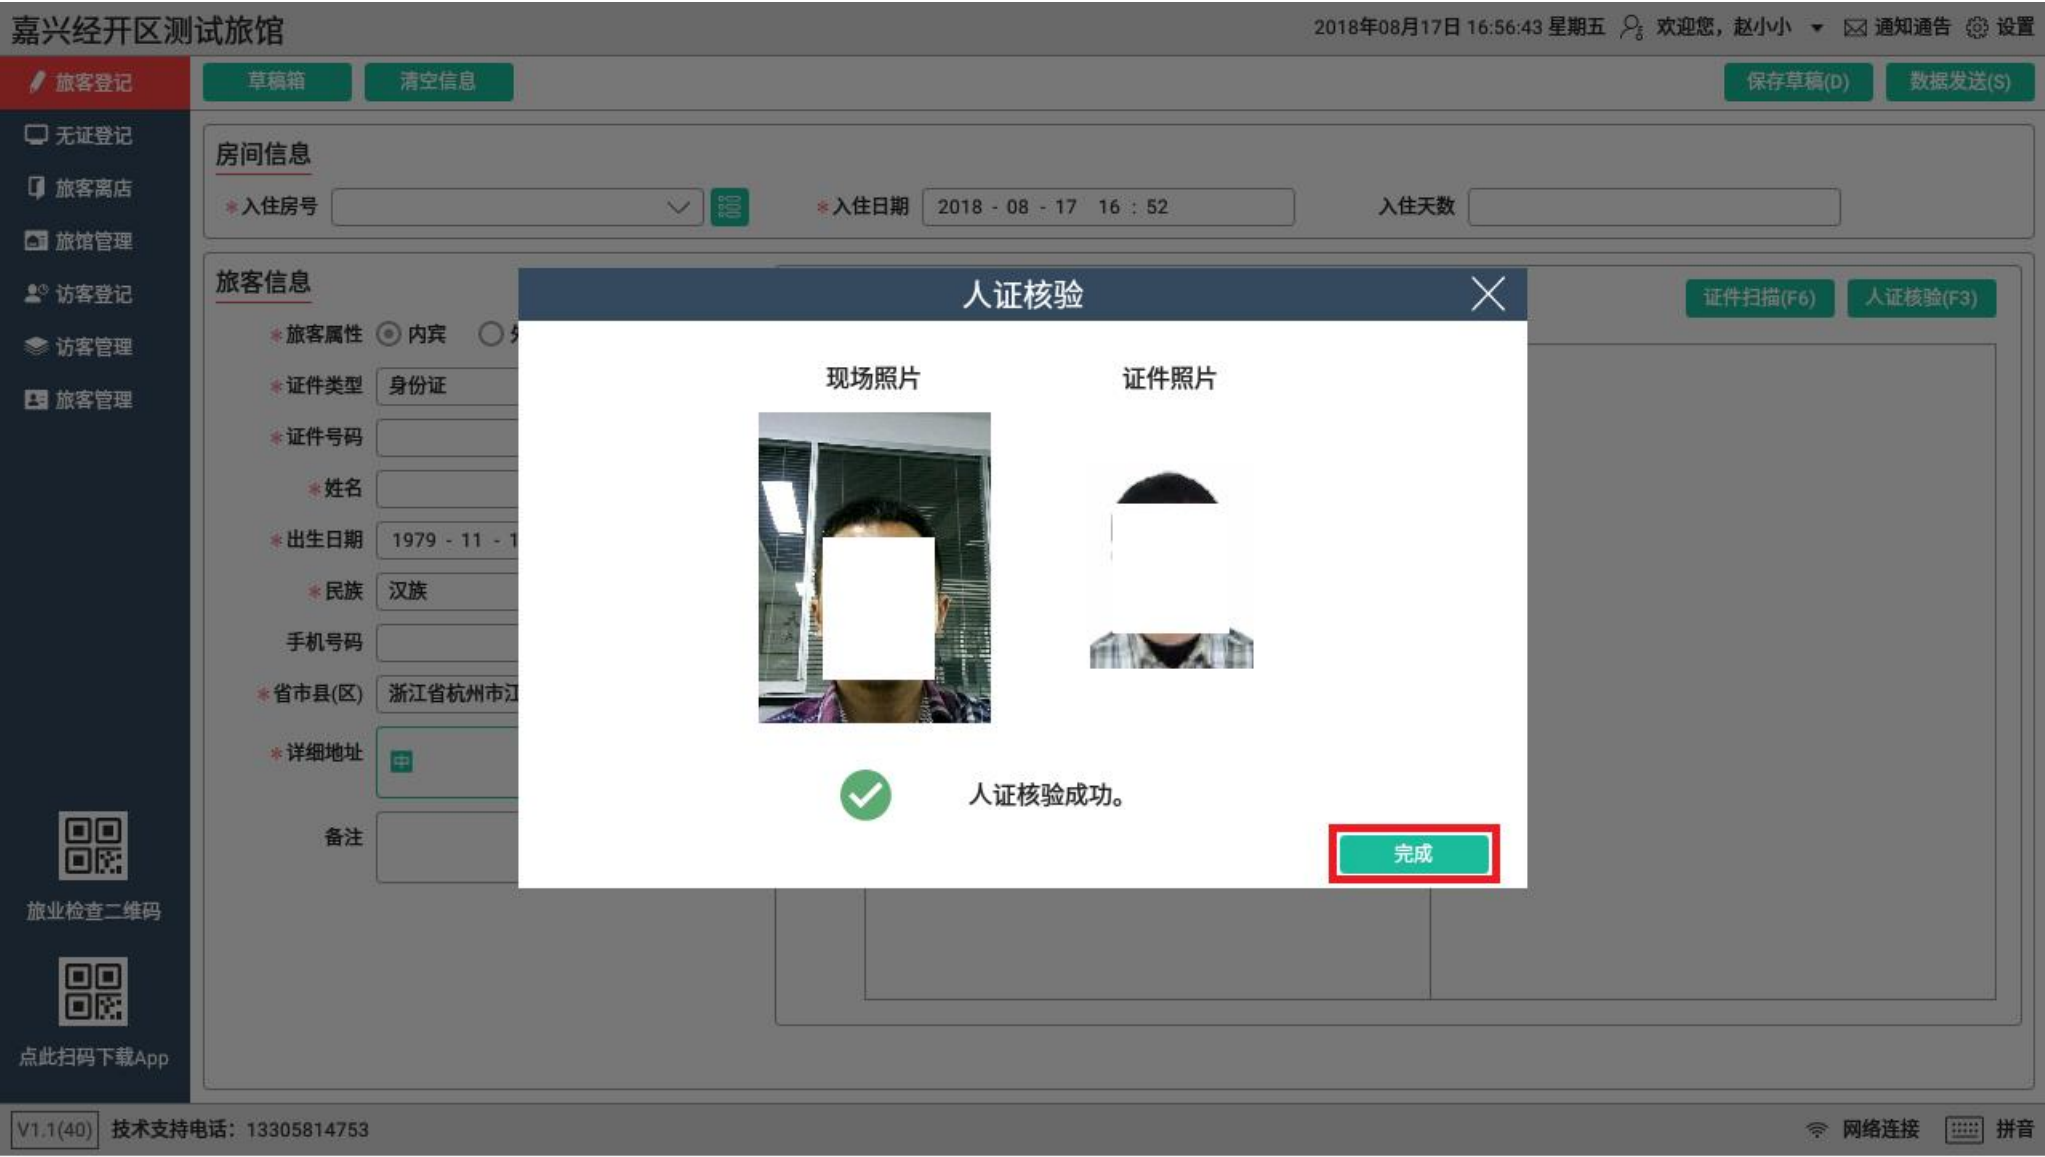 嘉兴经开区测试旅馆
2018年08月17日 16:56:43 星期五 欢迎您，赵小小 通知通告 设置
旅客登记
草稿箱 清空信息 保存草稿(D) 数据发送(S)
无证登记
旅客离店
旅馆管理
访客登记
访客管理
旅客管理
房间信息
*入住房号 *入住日期 2018 - 08 - 17 16 : 52 入住天数
旅客信息
证件扫描(F6) 人证核验(F3)
*旅客属性 内宾
*证件类型 身份证
*证件号码
*姓名
*出生日期 1979 - 11 - 1
*民族 汉族
手机号码
*省市县(区) 浙江省杭州市江
*详细地址 中
备注
人证核验
现场照片 证件照片
人证核验成功。
完成
旅业检查二维码
点此扫码下载App
V1.1(40) 技术支持电话：13305814753
网络连接 拼音